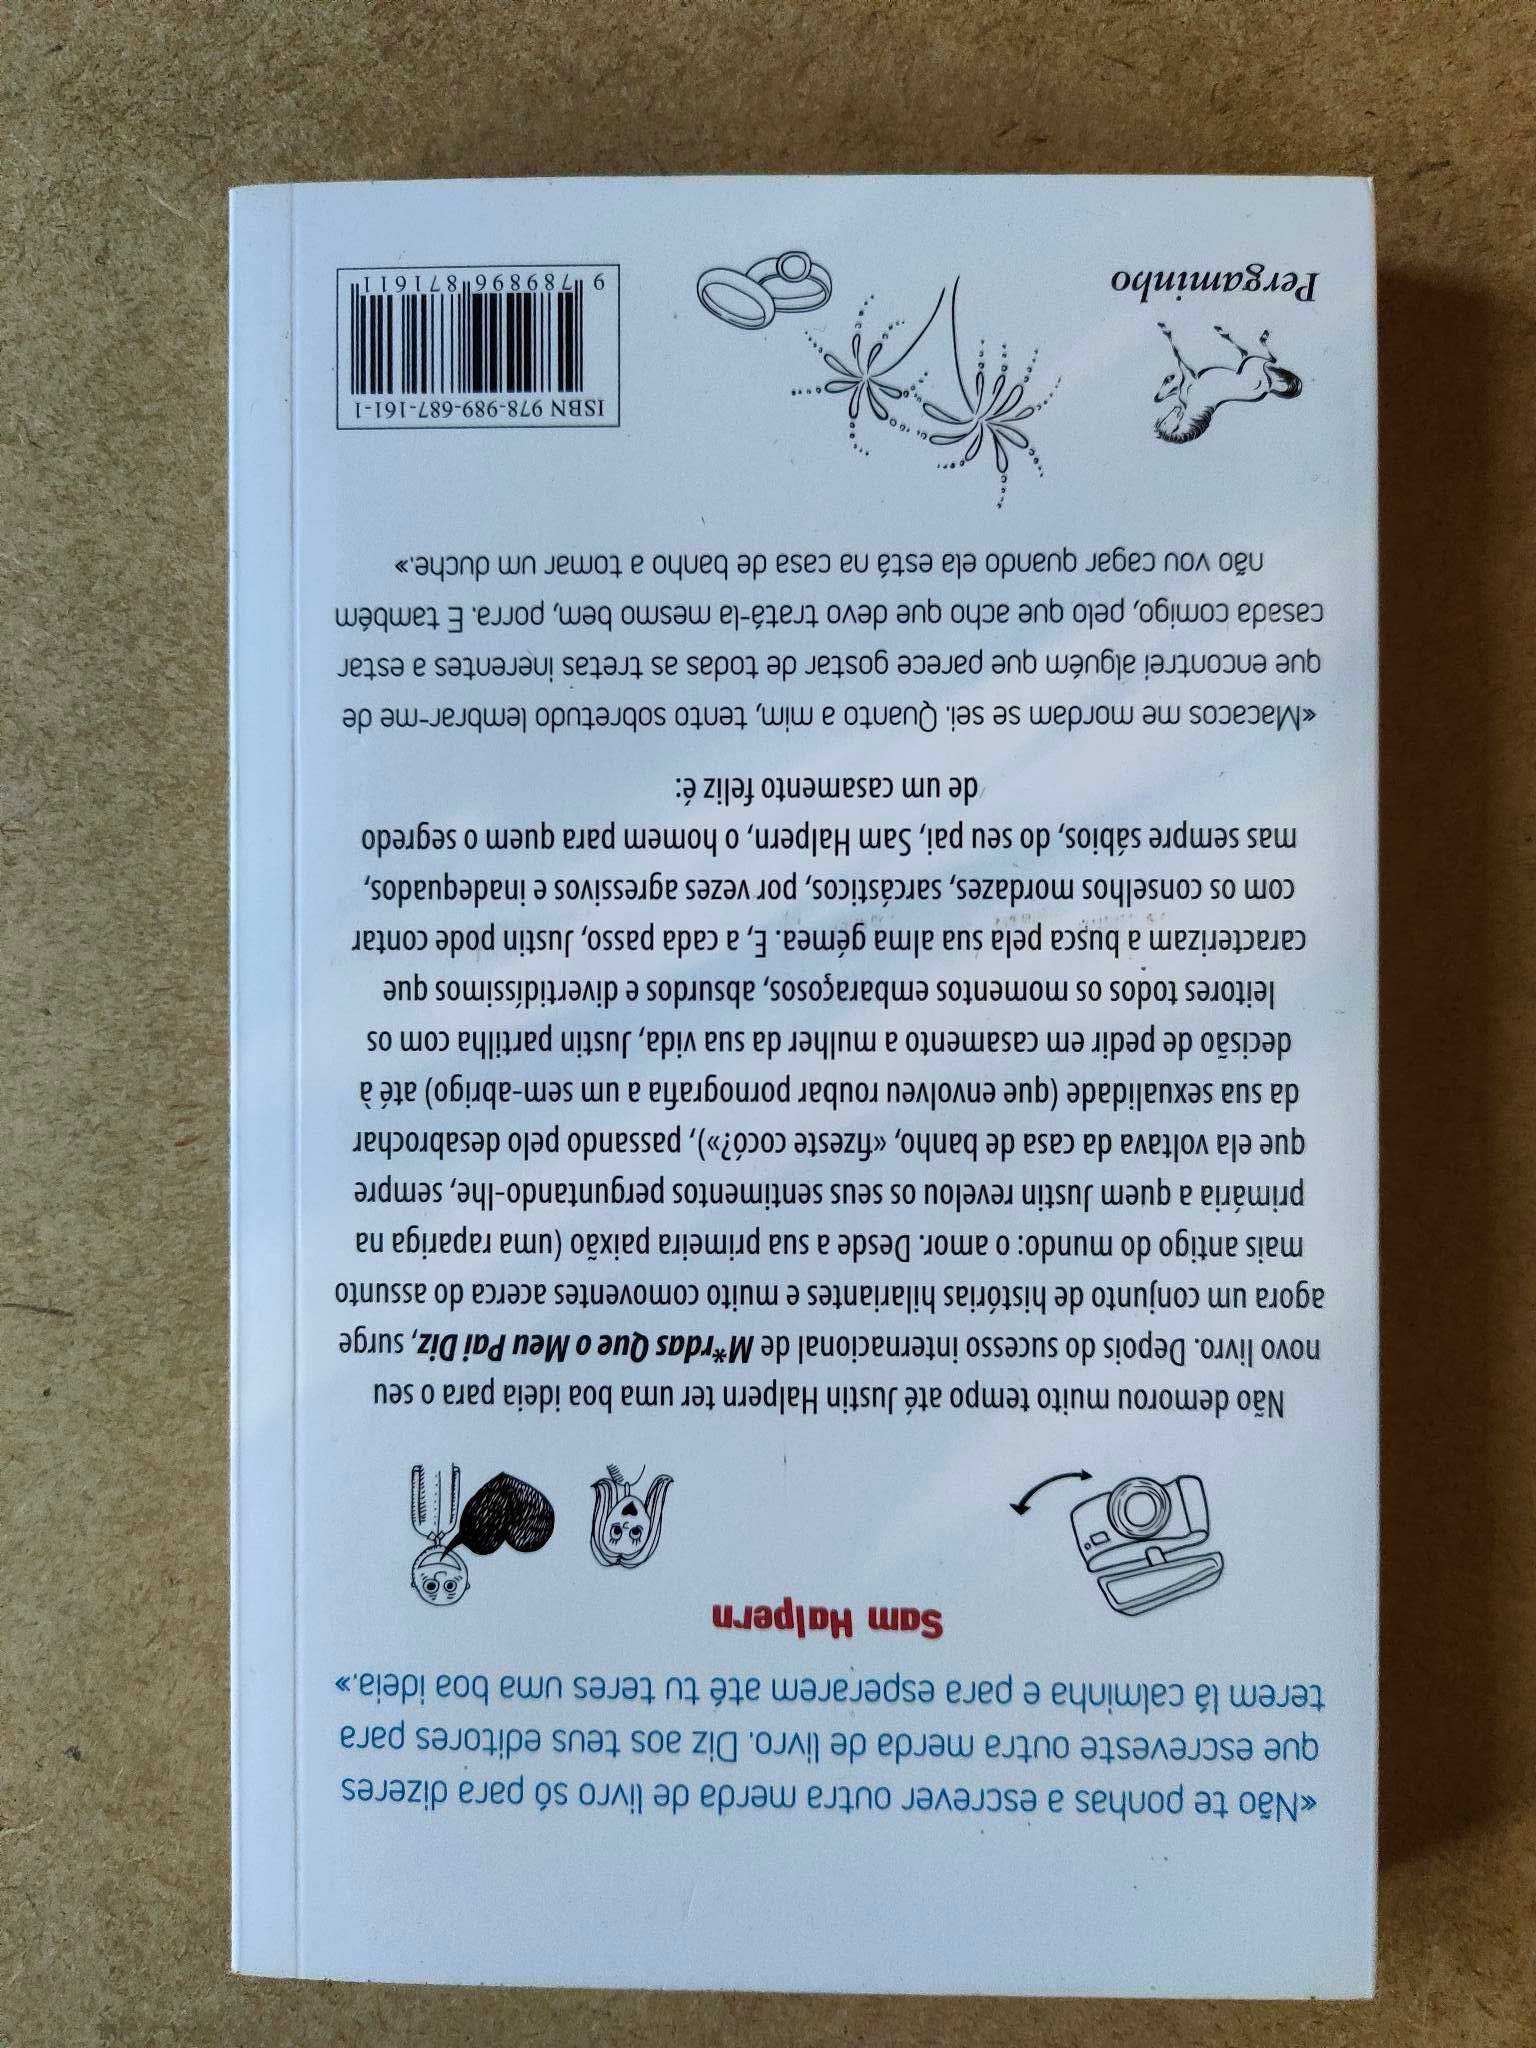 «Não te ponhas a escrever outra merda de livro só para dizeres
que escreveste outra merda de livro. Diz aos teus editores para
terem lá calminha e para esperarem até tu teres uma boa ideia.»
Sam Halpern
Não demorou muito tempo até Justin Halpern ter uma boa ideia para o seu
novo livro. Depois do sucesso internacional de M*rdas Que o Meu Pai Diz, surge
agora um conjunto de histórias hilariantes e muito comoventes acerca do assunto
mais antigo do mundo: o amor. Desde a sua primeira paixão (uma rapariga na
primária a quem Justin revelou os seus sentimentos perguntando-lhe, sempre
que ela voltava da casa de banho, «fizeste cocó?»), passando pelo desabrochar
da sua sexualidade (que envolveu roubar pornografia a um sem-abrigo) até à
decisão de pedir em casamento a mulher da sua vida, Justin partilha com os
leitores todos os momentos embaraçosos, absurdos e divertidíssimos que
caracterizam a busca pela sua alma gémea. E, a cada passo, Justin pode contar
com os conselhos mordazes, sarcásticos, por vezes agressivos e inadequados,
mas sempre sábios, do seu pai, Sam Halpern, o homem para quem o segredo
de um casamento feliz é:
«Macacos me mordam se sei. Quanto a mim, tento sobretudo lembrar-me de
que encontrei alguém que parece gostar de todas as tretas inerentes a estar
casada comigo, pelo que acho que devo tratá-la mesmo bem, porra. E também
não vou cagar quando ela está na casa de banho a tomar um duche.»
Pergaminho
ISBN 978-989-687-161-1
9 789896 871611